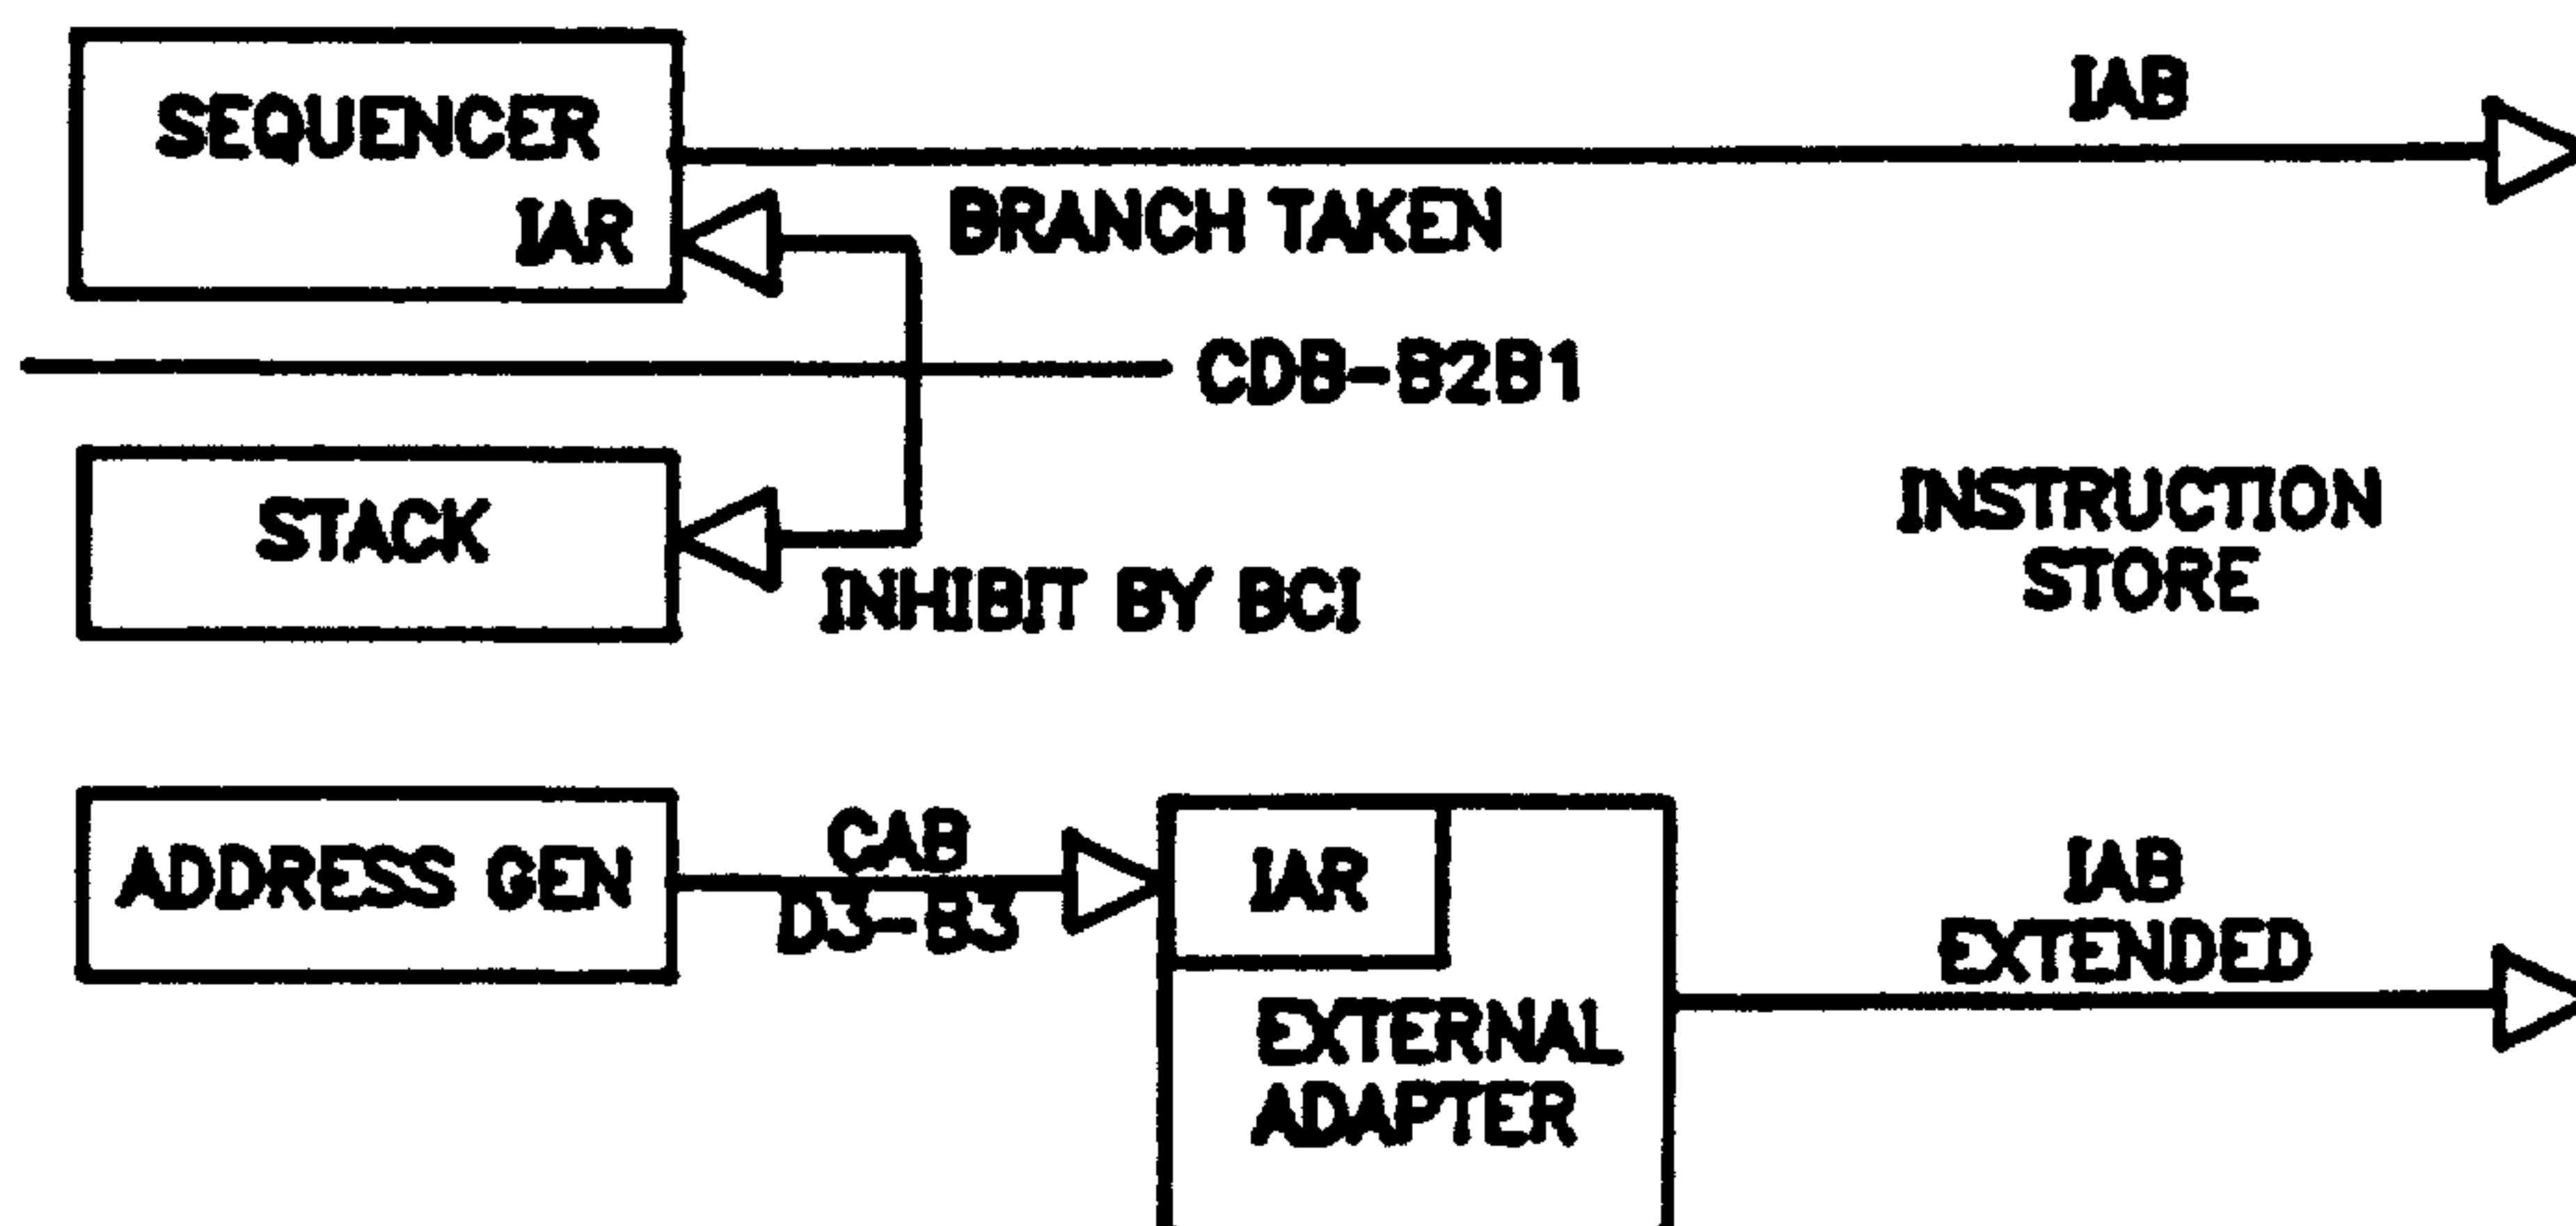 SEQUENCER
IAR
IAB
BRANCH TAKEN
CDB-B2B1
STACK
INHIBIT BY BCI
INSTRUCTION
STORE
ADDRESS GEN
CAB
D3-B3
IAR
EXTERNAL
ADAPTER
IAB
EXTENDED